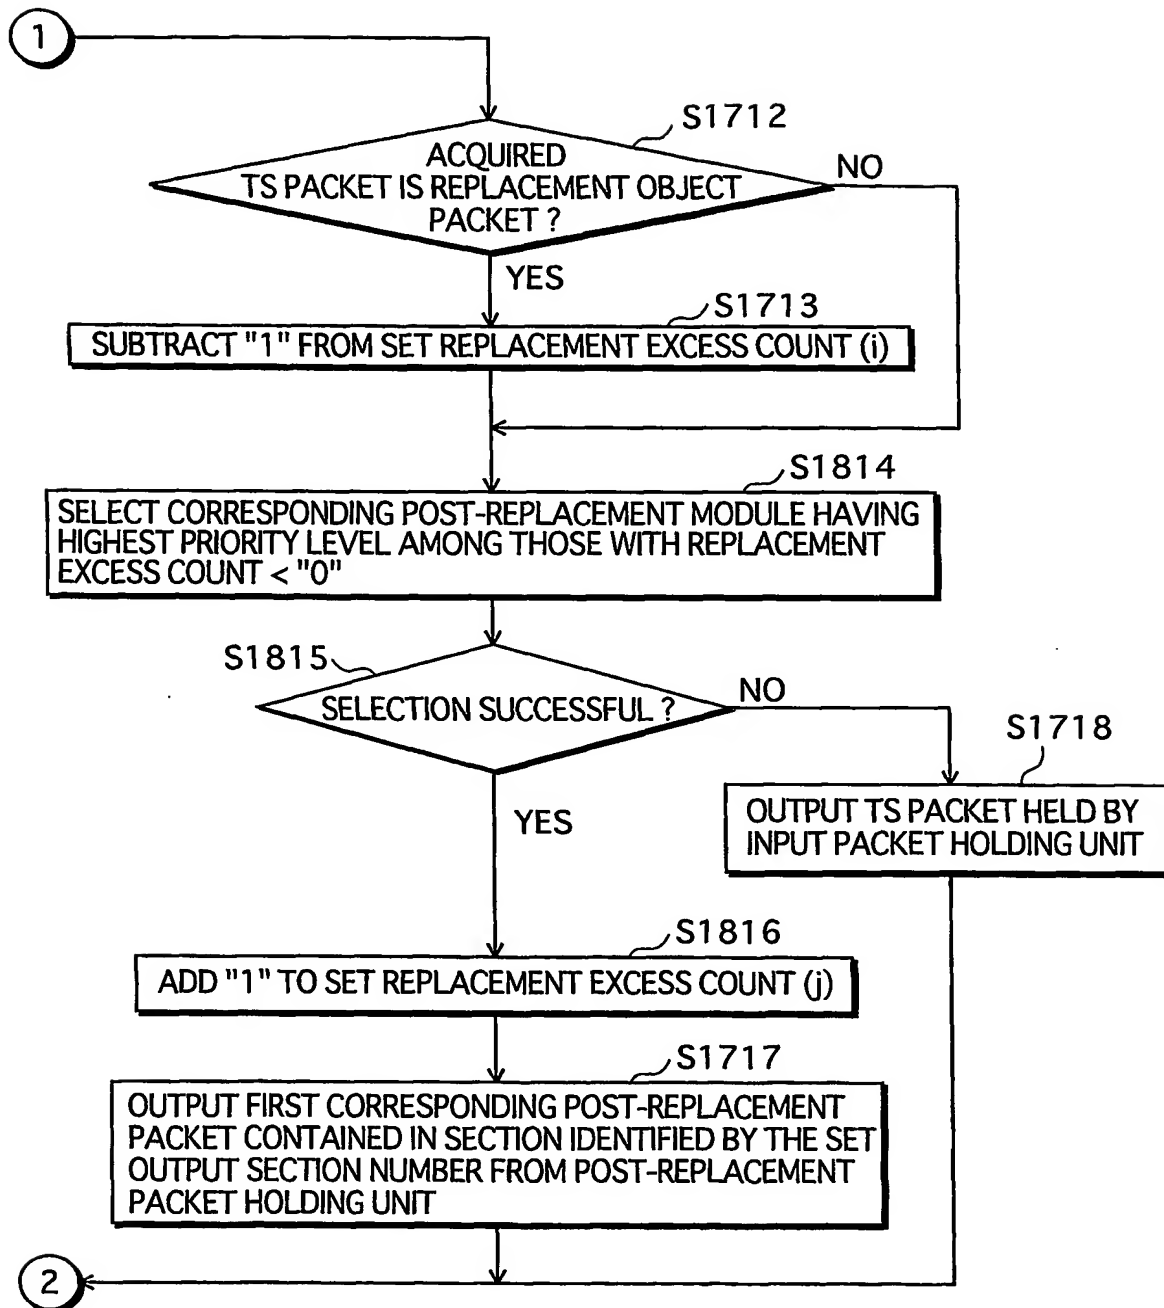 1
S1712
ACQUIRED
TS PACKET IS REPLACEMENT OBJECT
PACKET ?
NO
YES
S1713
SUBTRACT "1" FROM SET REPLACEMENT EXCESS COUNT (i)
S1814
SELECT CORRESPONDING POST-REPLACEMENT MODULE HAVING
HIGHEST PRIORITY LEVEL AMONG THOSE WITH REPLACEMENT
EXCESS COUNT < "0"
S1815
SELECTION SUCCESSFUL ?
NO
S1718
OUTPUT TS PACKET HELD BY
INPUT PACKET HOLDING UNIT
YES
S1816
ADD "1" TO SET REPLACEMENT EXCESS COUNT (j)
S1717
OUTPUT FIRST CORRESPONDING POST-REPLACEMENT
PACKET CONTAINED IN SECTION IDENTIFIED BY THE SET
OUTPUT SECTION NUMBER FROM POST-REPLACEMENT
PACKET HOLDING UNIT
2